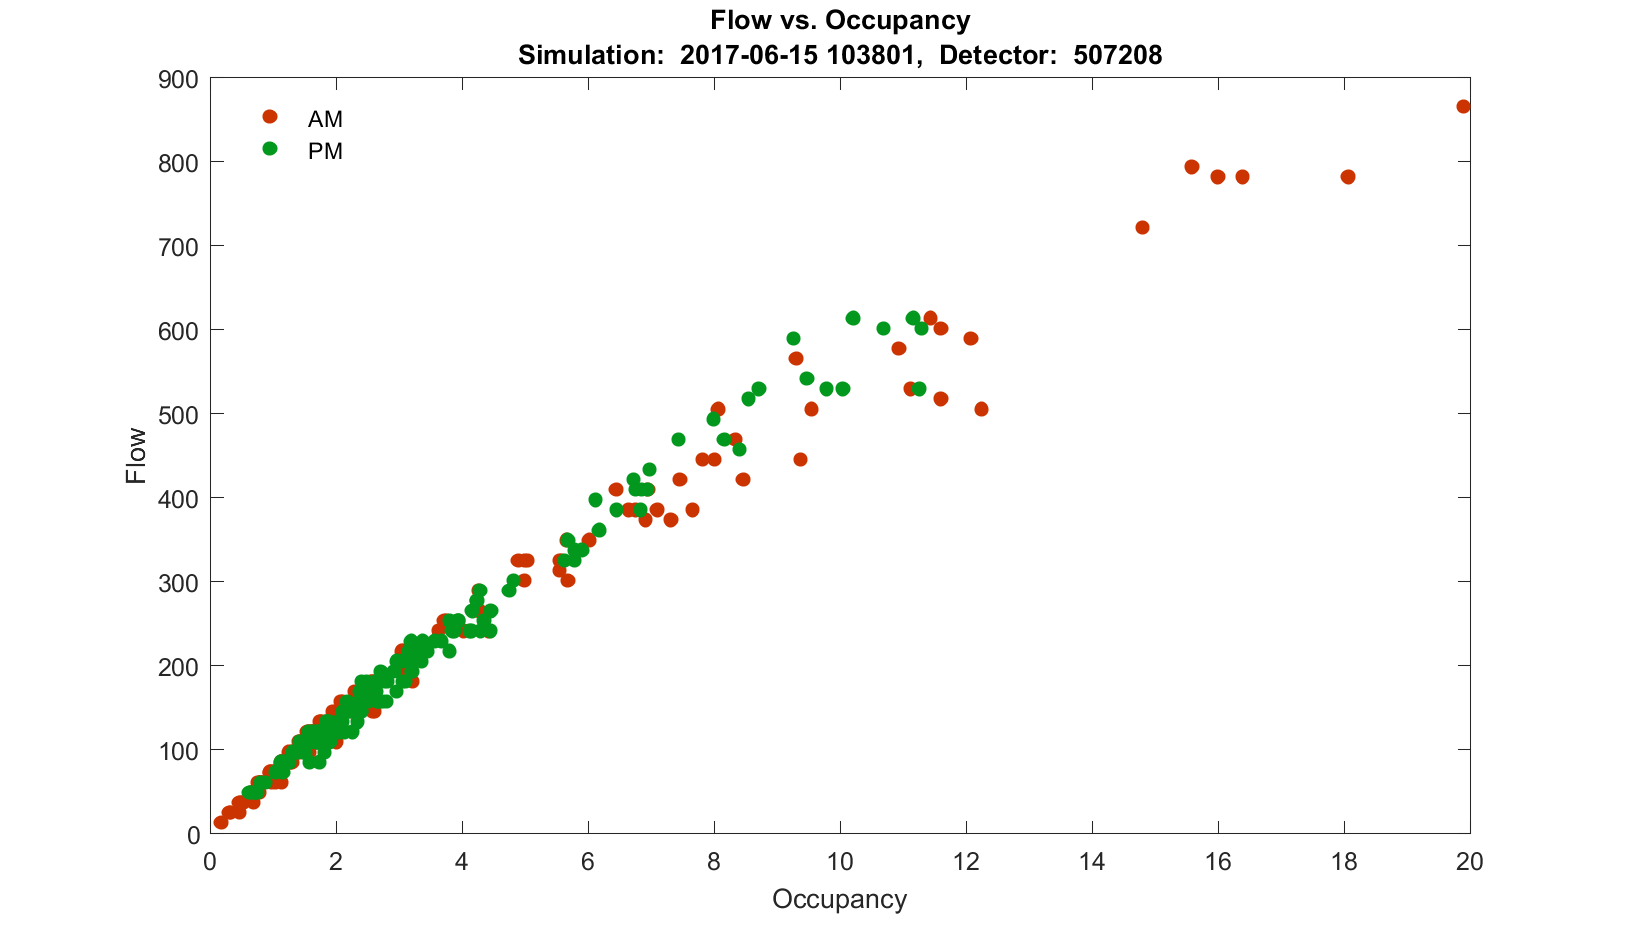 Flow vs. Occupancy
Simulation:  2017-06-15 103801,  Detector:  507208
900
800
700
600
500
400
300
200
100
0
Flow
AM
PM
0 2 4 6 8 10 12 14 16 18 20
Occupancy